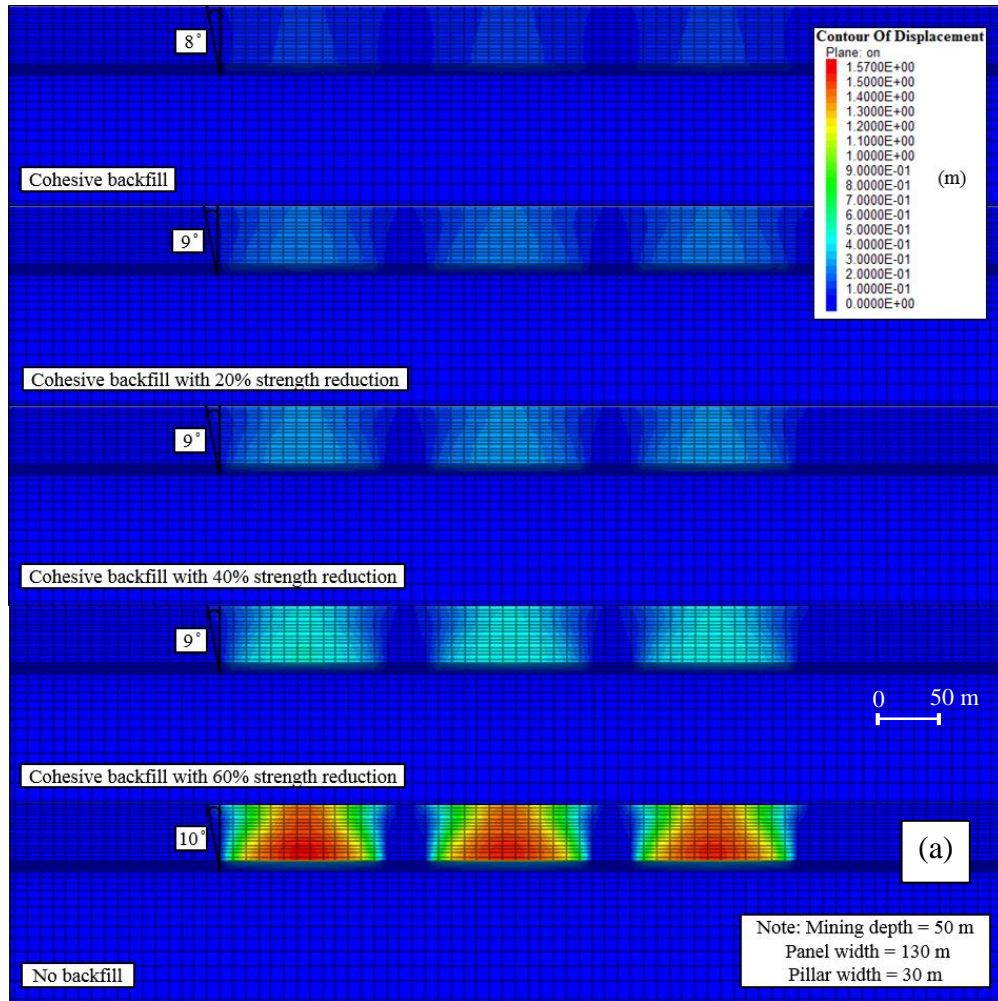 8°
Contour Of Displacement
Plane: on
1.5700E+00
1.5000E+00
1.4000E+00
1.3000E+00
1.2000E+00
1.1000E+00
1.0000E+00
9.0000E-01
8.0000E-01
7.0000E-01
6.0000E-01
5.0000E-01
4.0000E-01
3.0000E-01
2.0000E-01
1.0000E-01
0.0000E+00
(m)
Cohesive backfill
9°
Cohesive backfill with 20% strength reduction
9°
Cohesive backfill with 40% strength reduction
9°
0 50 m
Cohesive backfill with 60% strength reduction
10°
(a)
Note: Mining depth = 50 m
Panel width = 130 m
Pillar width = 30 m
No backfill